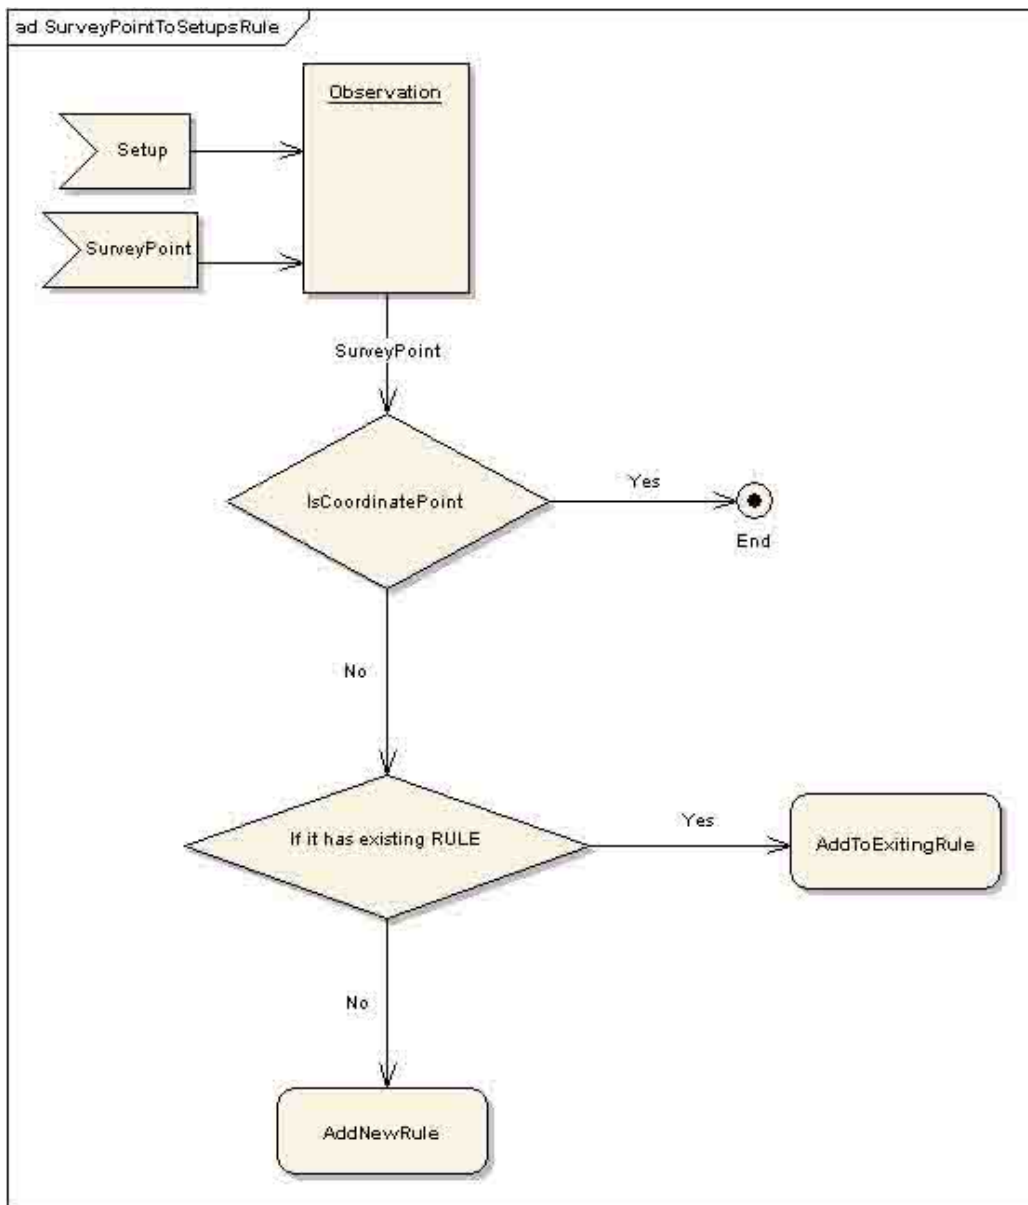 ad SurveyPointToSetupsRule
Observation
Setup
SurveyPoint
SurveyPoint
IsCoordinatePoint
Yes
End
No
If it has existing RULE
Yes
AddToExitingRule
No
AddNewRule